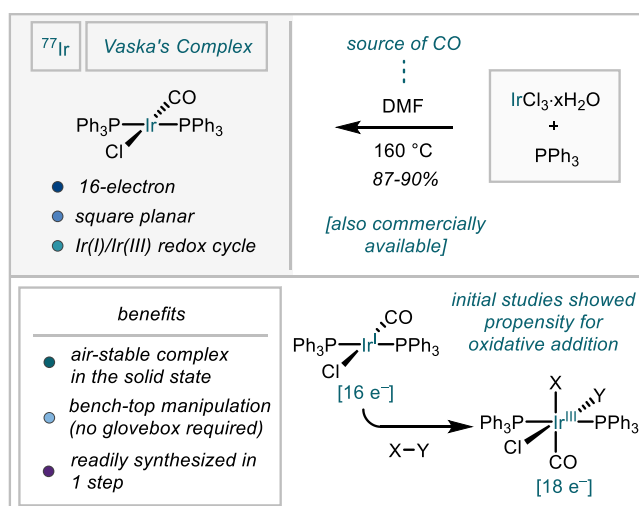 ⁷⁷Ir
Vaska's Complex
CO
Ph₃P Ir PPh₃
Cl
16-electron
square planar
Ir(I)/Ir(III) redox cycle
source of CO
DMF
160 °C
87-90%
[also commercially
available]
IrCl₃·xH₂O
+
PPh₃
benefits
air-stable complex
in the solid state
bench-top manipulation
(no glovebox required)
readily synthesized in
1 step
initial studies showed
propensity for
oxidative addition
CO
Ph₃P Irᴵ PPh₃
Cl
[16 e⁻]
X–Y
X
Y
Ph₃P Irᴵᴵᴵ PPh₃
Cl
CO
[18 e⁻]